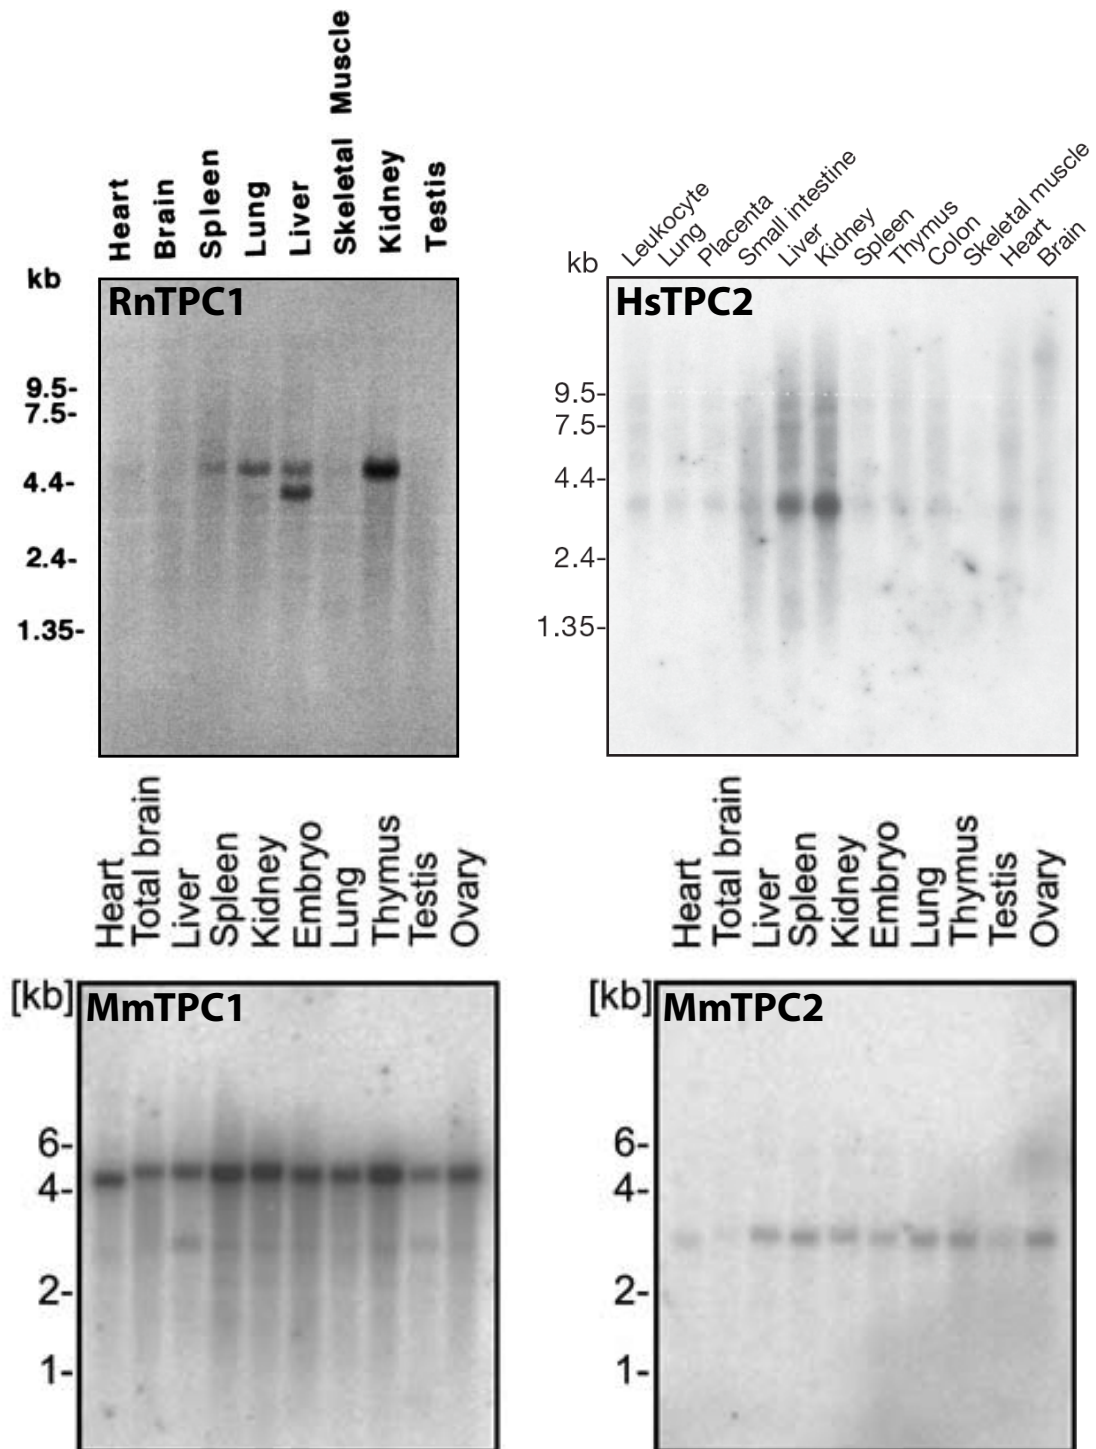 Heart
Brain
Spleen
Lung
Liver
Skeletal Muscle
Kidney
Testis
kb
RnTPC1
9.5-
7.5-
4.4-
2.4-
1.35-
Leukocyte
Lung
Placenta
Small intestine
Liver
Kidney
Spleen
Thymus
Colon
Skeletal muscle
Heart
Brain
kb
HsTPC2
9.5-
7.5-
4.4-
2.4-
1.35-
Heart
Total brain
Liver
Spleen
Kidney
Embryo
Lung
Thymus
Testis
Ovary
[kb]
MmTPC1
6-
4-
2-
1-
Heart
Total brain
Liver
Spleen
Kidney
Embryo
Lung
Thymus
Testis
Ovary
[kb]
MmTPC2
6-
4-
2-
1-